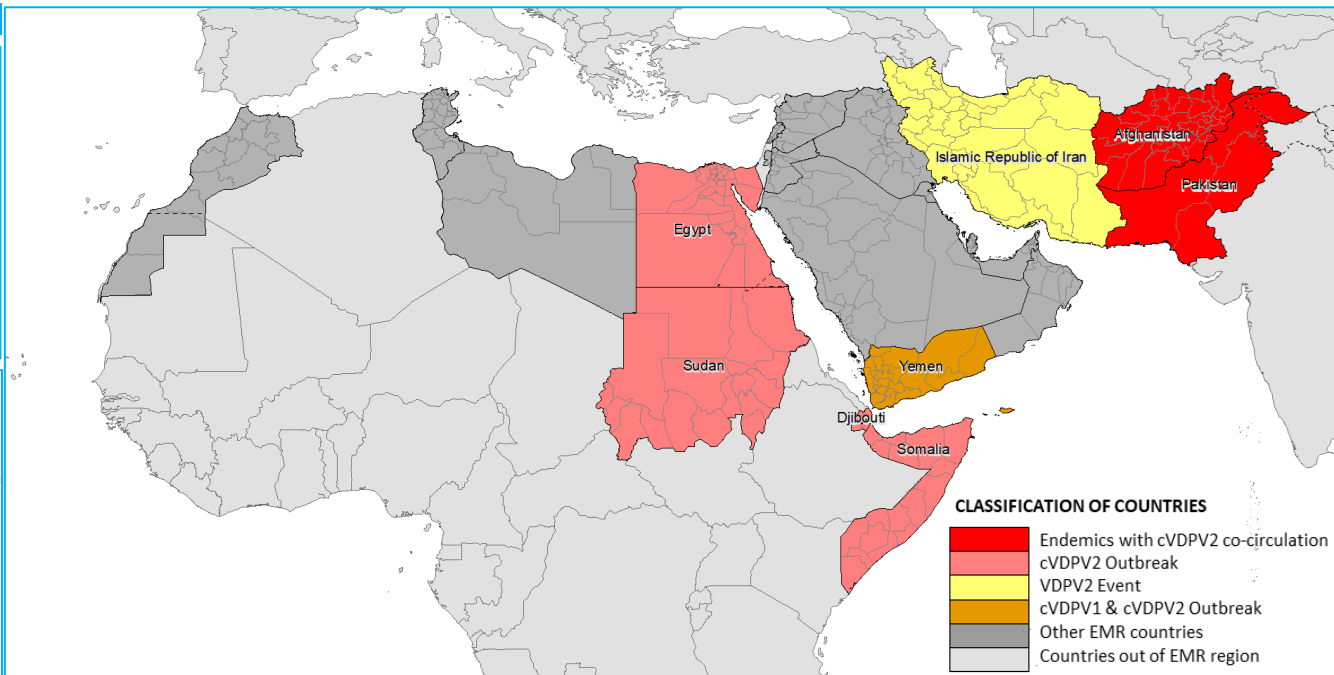 Afghanistan
Islamic Republic of Iran
Pakistan
Egypt
Sudan
Yemen
Djibouti
Somalia
CLASSIFICATION OF COUNTRIES
Endemics with cVDPV2 co-circulation
cVDPV2 Outbreak
VDPV2 Event
cVDPV1 & cVDPV2 Outbreak
Other EMR countries
Countries out of EMR region